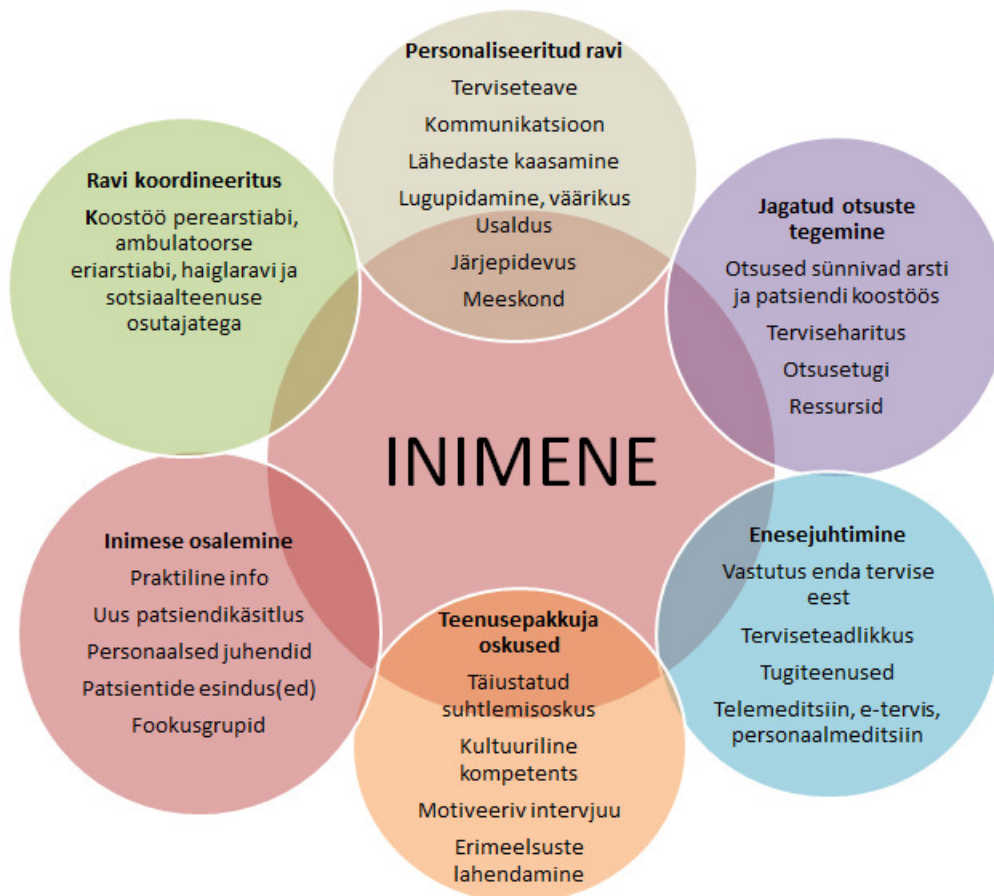 Personaliseeritud ravi
Terviseteave
Kommunikatsioon
Lähedaste kaasamine
Lugupidamine, väärikus
Usaldus
Järjepidevus
Meeskond
Jagatud otsuste
tegemine
Otsused sünnivad arsti
ja patsiendi koostöös
Terviseharitus
Otsusetugi
Ressursid
Enesejuhtimine
Vastutus enda tervise
eest
Terviseteadlikkus
Tugiteenused
Telemeditsiin, e-tervis,
personaalmeditsiin
Teenusepakkuja
oskused
Täiustatud
suhtlemisoskus
Kultuuriline
kompetents
Motiveeriv intervjuu
Erimeelsuste
lahendamine
Inimese osalemine
Praktiline info
Uus patsiendikäsitlus
Personaalsed juhendid
Patsientide esindus(ed)
Fookusgrupid
Ravi koordineeritus
Koostöö perearstiabi,
ambulatoorse
eriarstiabi, haiglaravi ja
sotsiaalteenuse
osutajatega
INIMENE